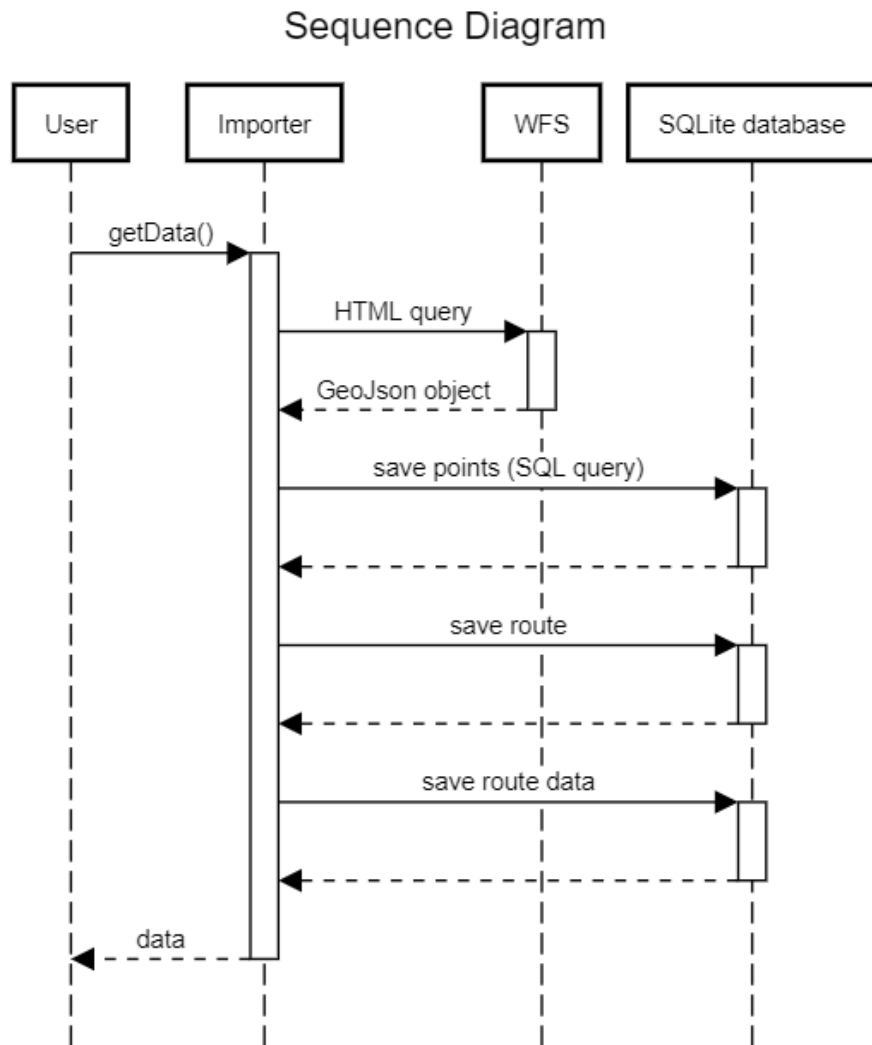 Sequence Diagram
User
Importer
WFS
SQLite database
getData()
HTML query
GeoJson object
save points (SQL query)
save route
save route data
data